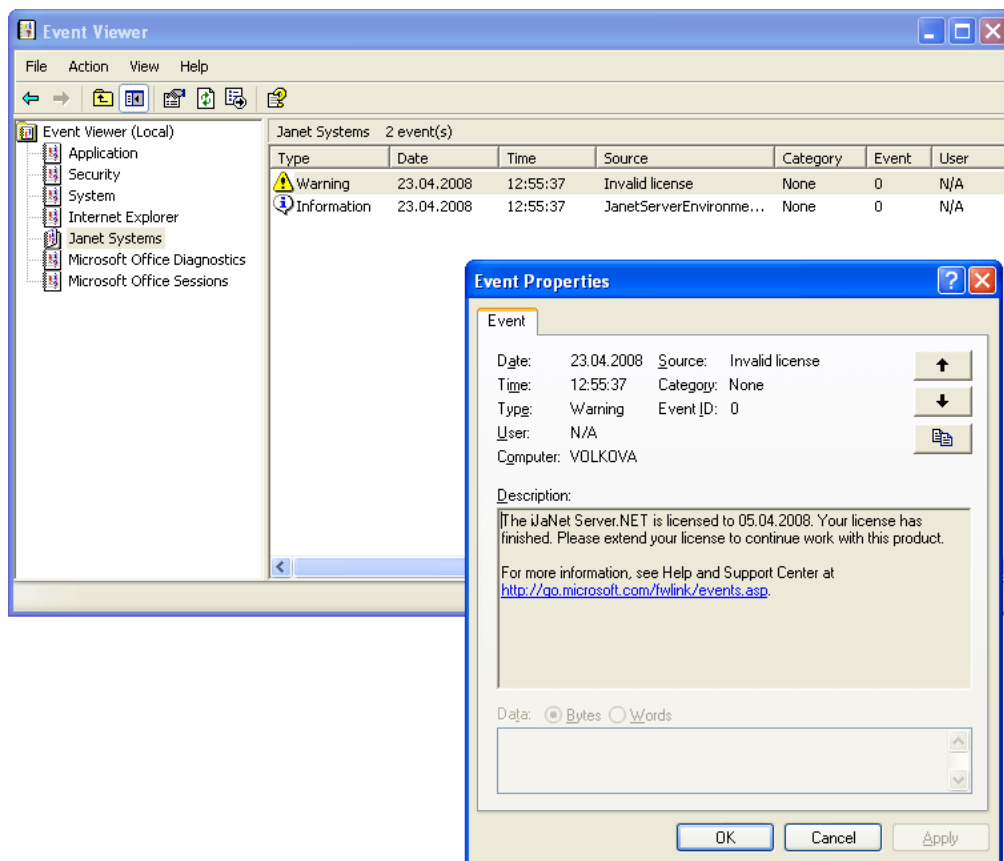 Event Viewer
File Action View Help
Event Viewer (Local)
Application
Security
System
Internet Explorer
Janet Systems
Microsoft Office Diagnostics
Microsoft Office Sessions
Janet Systems 2 event(s)
Type Date Time Source Category Event User
Warning 23.04.2008 12:55:37 Invalid license None 0 N/A
Information 23.04.2008 12:55:37 JanetServerEnvironme... None 0 N/A
Event Properties
Event
Date: 23.04.2008 Source: Invalid license
Time: 12:55:37 Category: None
Type: Warning Event ID: 0
User: N/A
Computer: VOLKOVA
Description:
The iJaNet Server.NET is licensed to 05.04.2008. Your license has
finished. Please extend your license to continue work with this product.
For more information, see Help and Support Center at
http://go.microsoft.com/fwlink/events.asp.
Data: Bytes Words
OK Cancel Apply